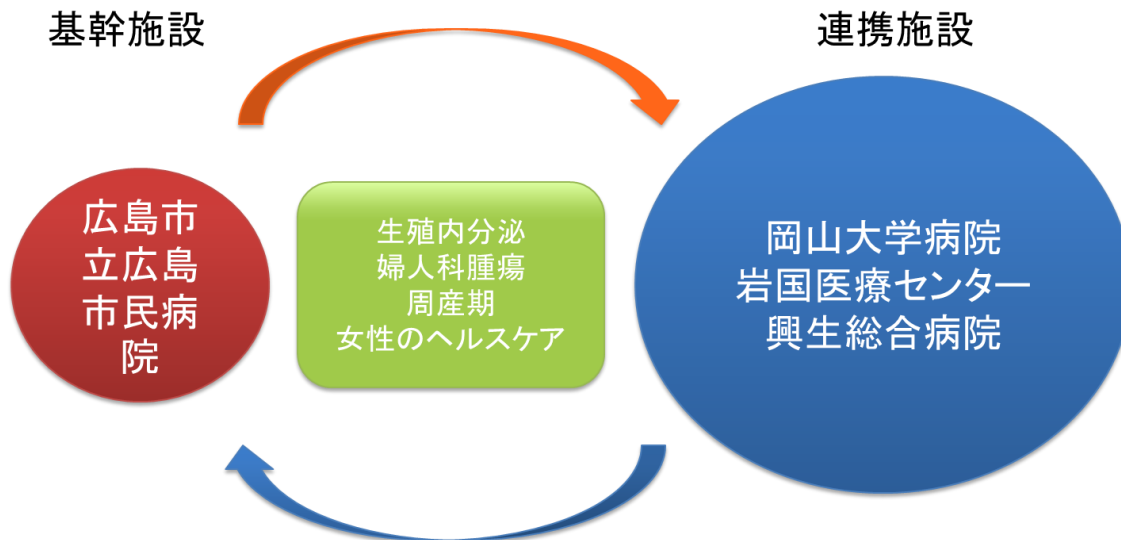 基幹施設
連携施設
広島市
立広島
市民病
院
生殖内分泌
婦人科腫瘍
周産期
女性のヘルスケア
岡山大学病院
岩国医療センター
興生総合病院